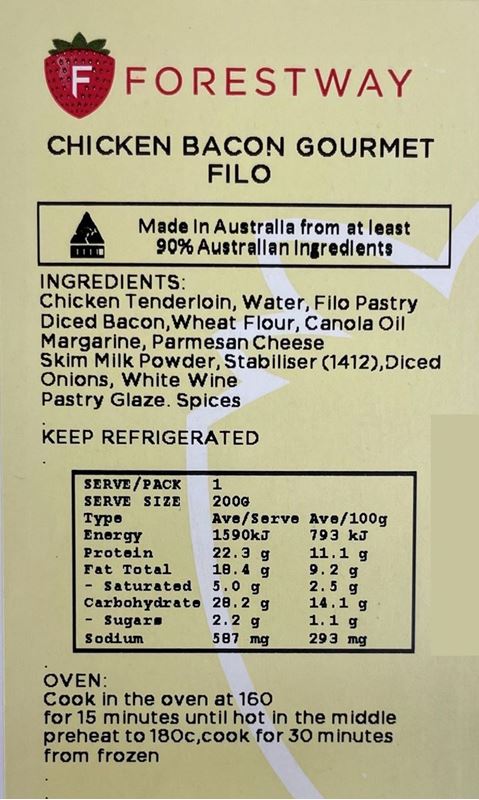 F FORESTWAY
CHICKEN BACON GOURMET
FILO
Made In Australia from at least
90% Australian Ingredients
INGREDIENTS:
Chicken Tenderloin, Water, Filo Pastry
Diced Bacon,Wheat Flour, Canola Oil
Margarine, Parmesan Cheese
Skim Milk Powder, Stabiliser (1412),Diced
Onions, White Wine
Pastry Glaze. Spices
.
KEEP REFRIGERATED
.
SERVE/PACK 1
SERVE SIZE 200G
Type Ave/Serve Ave/100g
Energy 1590kJ 793 kJ
Protein 22.3 g 11.1 g
Fat Total 18.4 g 9.2 g
- Saturated 5.0 g 2.5 g
Carbohydrate 28.2 g 14.1 g
- Sugars 2.2 g 1.1 g
Sodium 587 mg 293 mg
.
OVEN:
Cook in the oven at 160
for 15 minutes until hot in the middle
preheat to 180c,cook for 30 minutes
from frozen
.
.